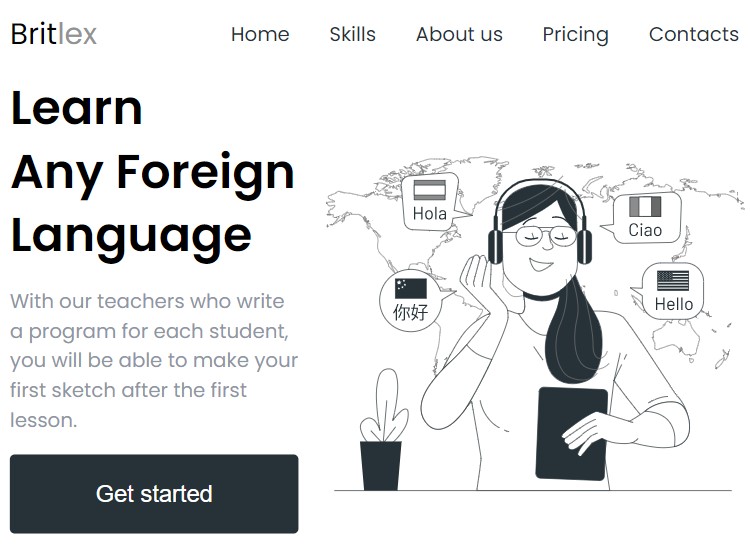 Britlex
Home Skills About us Pricing Contacts
Learn
Any Foreign
Language
With our teachers who write
a program for each student,
you will be able to make your
first sketch after the first
lesson.
Get started
Hola
Ciao
你好
Hello